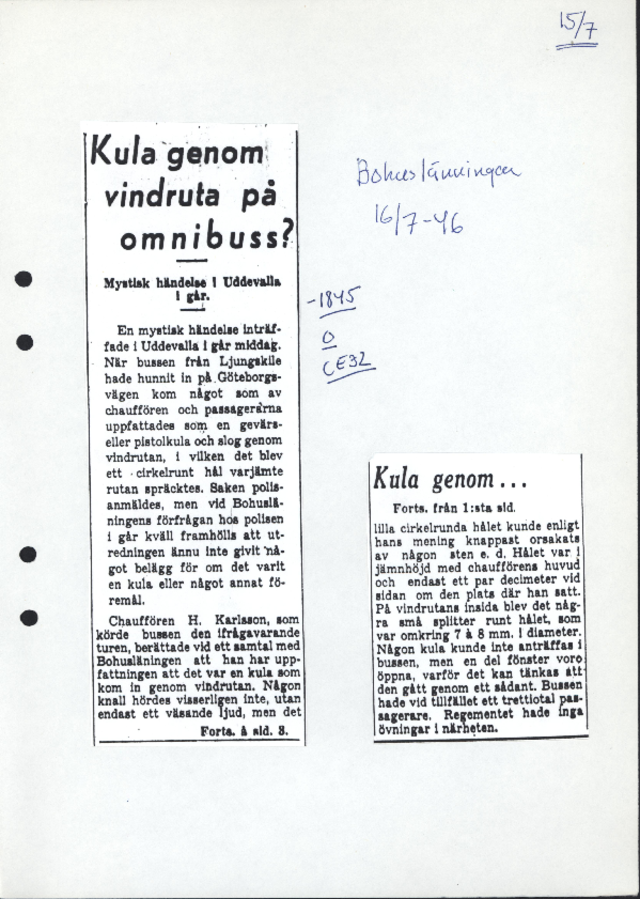 15/7
Kula genom
vindruta på
omnibuss?
Mystisk händelse i Uddevalla
i går.
En mystisk händelse inträf-
fade i Uddevalla i går middag.
När bussen från Ljungskile
hade hunnit in på Göteborgs-
vägen kom något som av
chauffören och passagerarna
uppfattades som en gevärs-
eller pistolkula och slog genom
vindrutan, i vilken det blev
ett cirkelrunt hål varjämte
rutan spräcktes. Saken polis-
anmäldes, men vid Bohuslä-
ningens förfrågan hos polisen
i går kväll framhölls att ut-
redningen ännu inte givit nå-
got belägg för om det varit
en kula eller något annat fö-
remål.
Chauffören H. Karlsson, som
körde bussen den ifrågavarande
turen, berättade vid ett samtal med
Bohusläningen att han har upp-
fattningen att det var en kula som
kom in genom vindrutan. Någon
knall hördes visserligen inte, utan
endast ett väsande ljud, men det
Forts. å sid. 8.
Bohuslänningen
16/7-46
-1845
0
CE32
Kula genom...
Forts. från 1:sta sid.
lilla cirkelrunda hålet kunde enligt
hans mening knappast orsakats
av någon sten e. d. Hålet var i
jämnhöjd med chaufförens huvud
och endast ett par decimeter vid
sidan om den plats där han satt.
På vindrutans insida blev det någ-
ra små splitter runt hålet, som
var omkring 7 à 8 mm. i diameter.
Någon kula kunde inte anträffas i
bussen, men en del fönster voro
öppna, varför det kan tänkas att
den gått genom ett sådant. Bussen
hade vid tillfället ett trettiotal pas-
sagerare. Regementet hade inga
övningar i närheten.